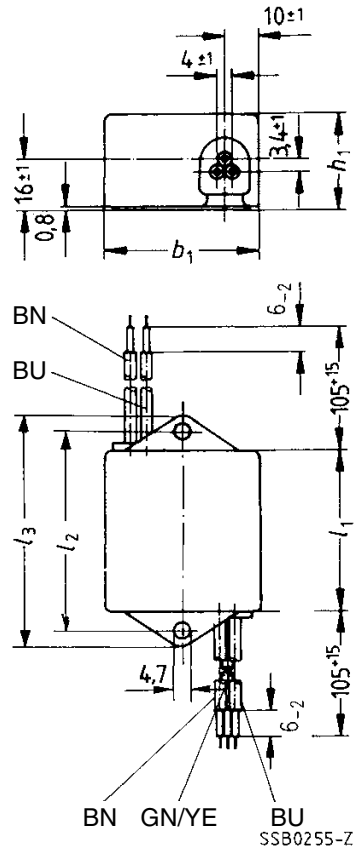 10±1
4±1
3,4±1
h1
16±1
0,8
b1
6-2
BN
BU
105+15
l3
l2
l1
4,7
105+15
6-2
BN GN/YE BU
SSB0255-Z